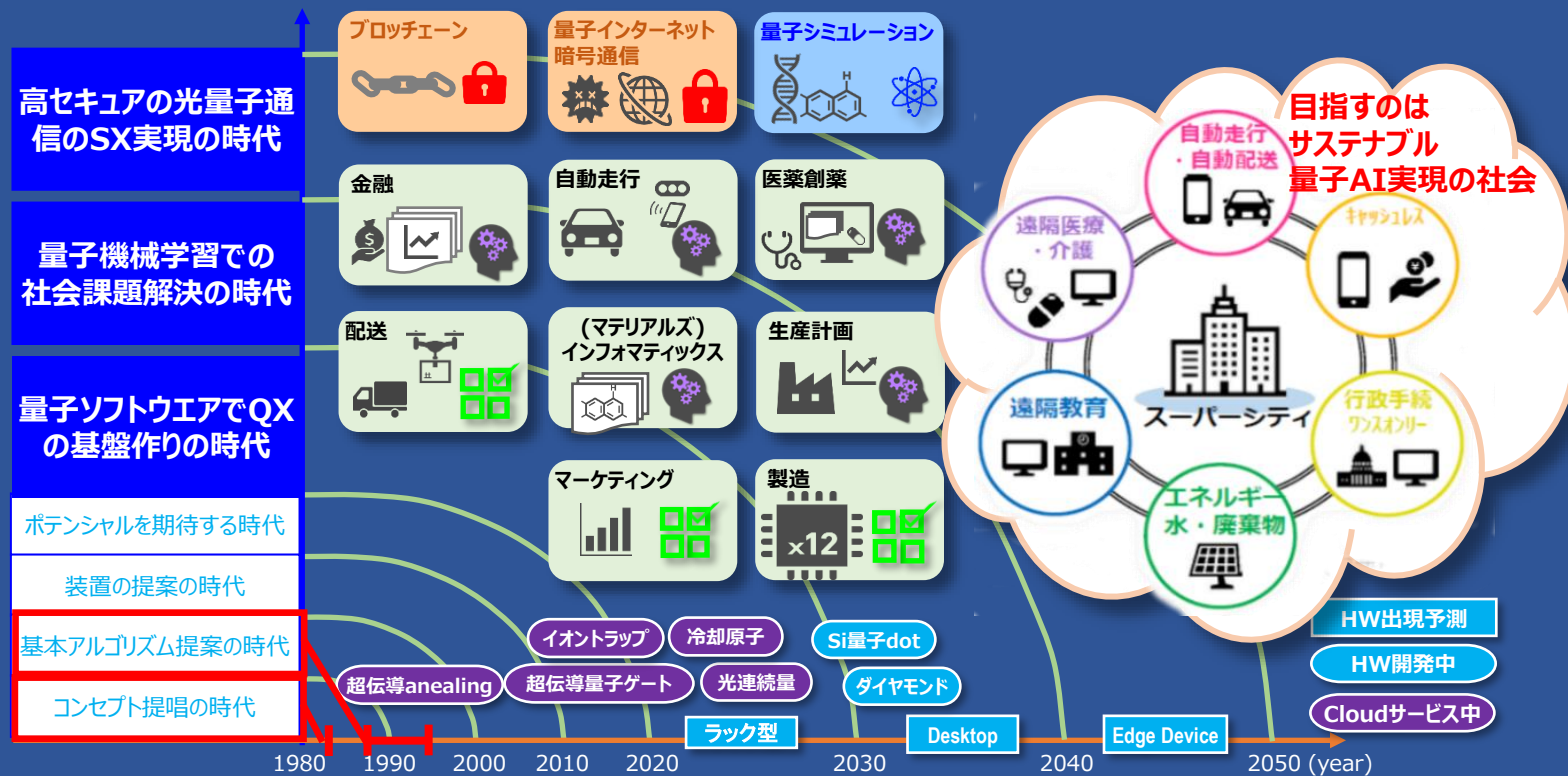 高セキュアの光量子通
信のSX実現の時代
量子機械学習での
社会課題解決の時代
量子ソフトウエアでQX
の基盤作りの時代
ポテンシャルを期待する時代
装置の提案の時代
基本アルゴリズム提案の時代
コンセプト提唱の時代
ブロッチェーン
量子インターネット
暗号通信
量子シミュレーション
H
金融
$
自動走行
医薬創薬
配送
(マテリアルズ)
インフォマティックス
H
生産計画
マーケティング
製造
x12
イオントラップ
冷却原子
Si量子dot
超伝導anealing
超伝導量子ゲート
光連続量
ダイヤモンド
ラック型
Desktop
Edge Device
1980
1990
2000
2010
2020
2030
2040
2050 (year)
目指すのは
サステナブル
量子AI実現の社会
自動走行
・自動配送
遠隔医療
・介護
ｷｬｯｼｭﾚｽ
¥
スーパーシティ
遠隔教育
行政手続
ﾜﾝｽｵﾝﾘｰ
エネルギー
水・廃棄物
HW出現予測
HW開発中
Cloudサービス中